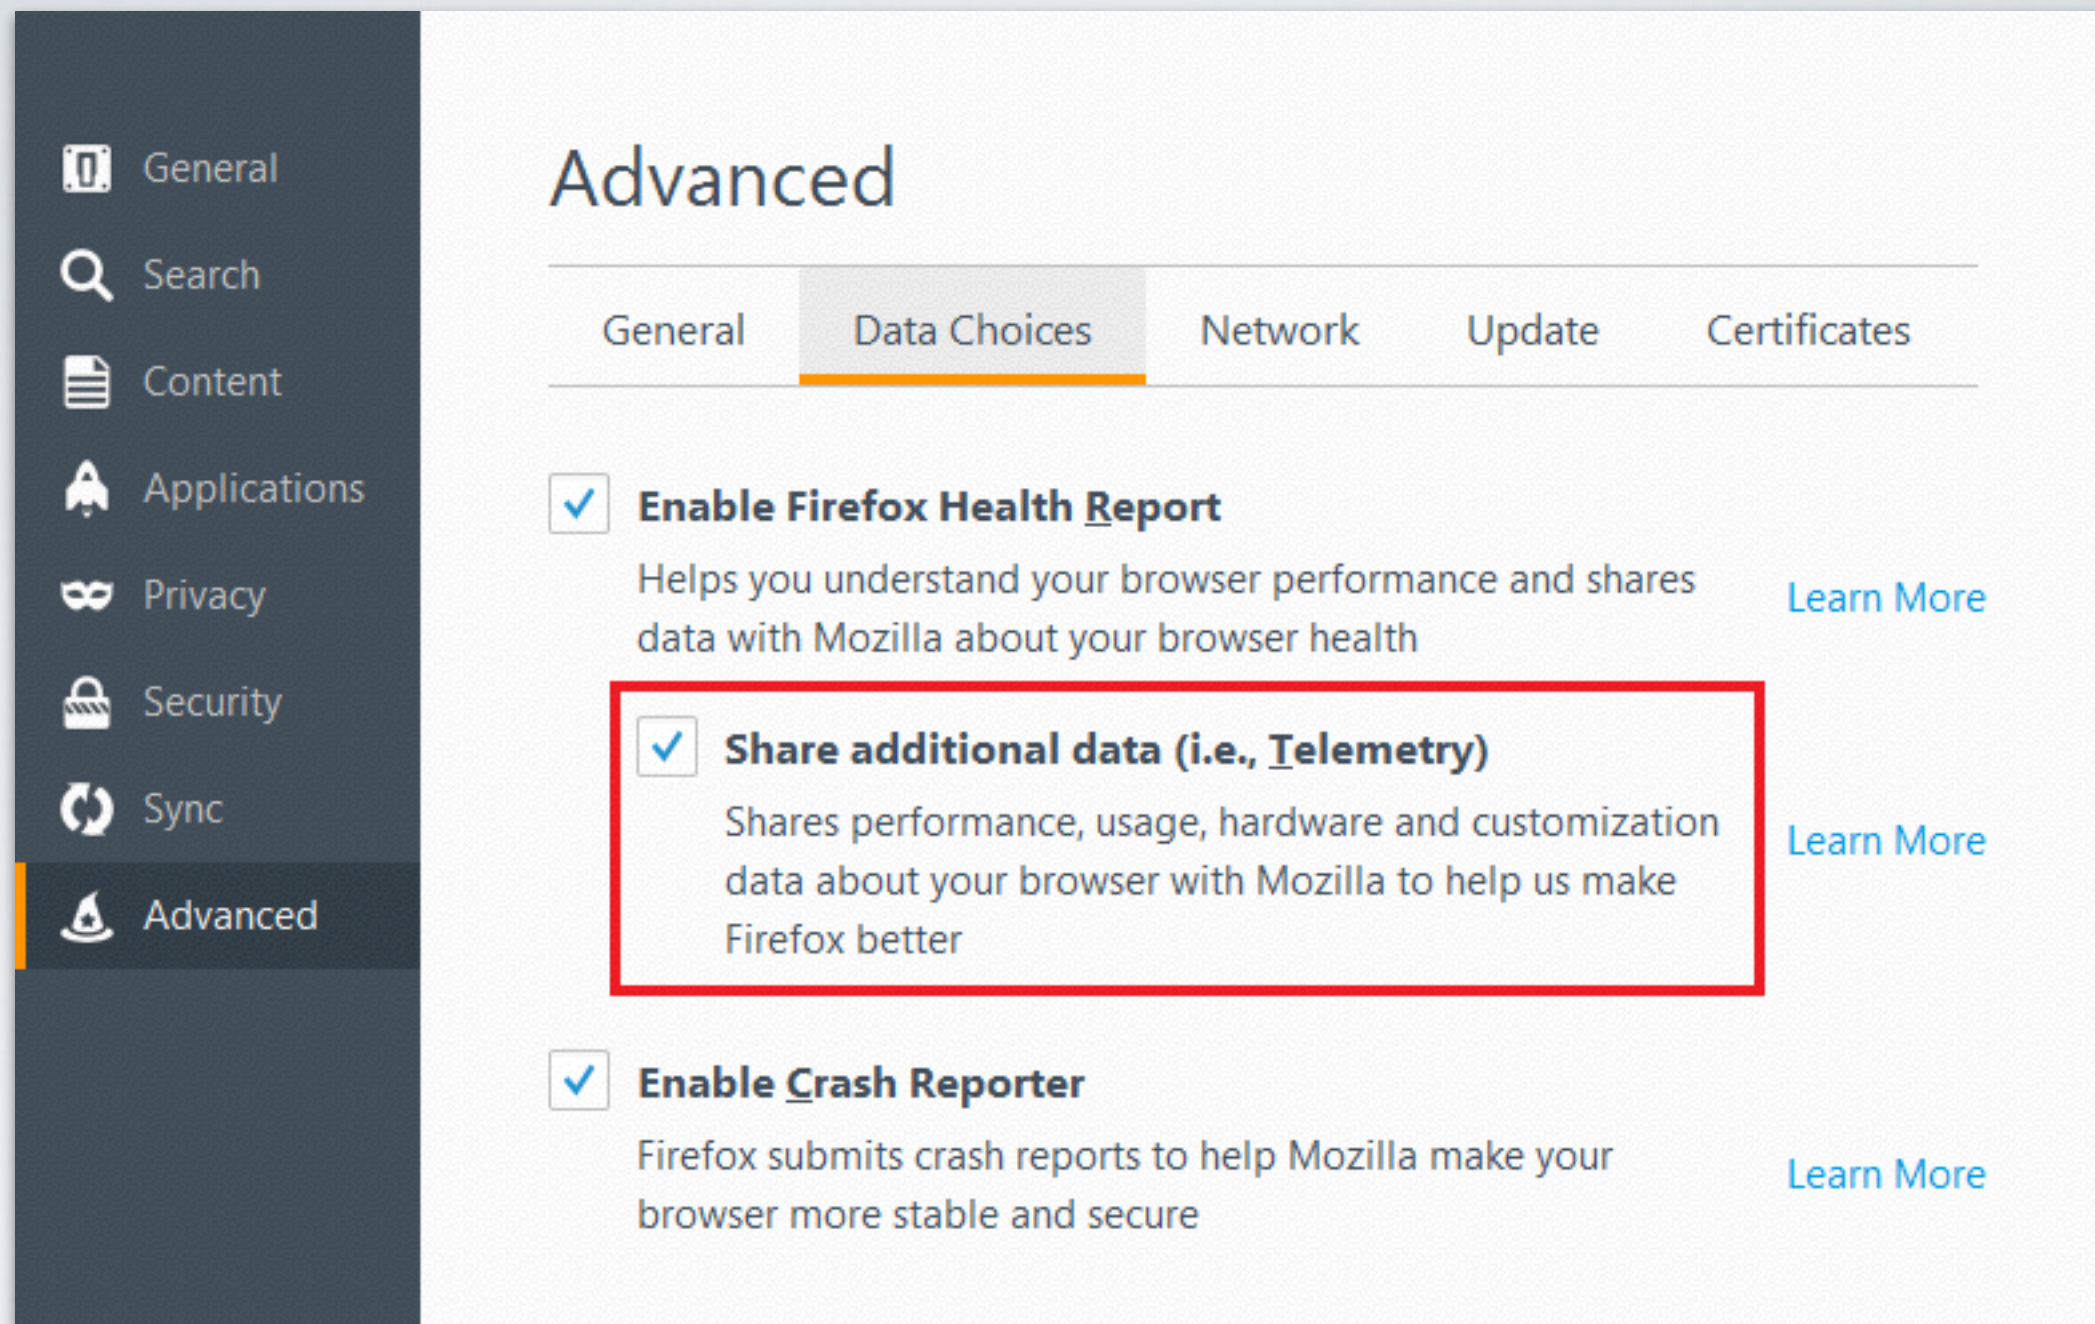 General
Search
Content
Applications
Privacy
Security
Sync
Advanced
Advanced
General Data Choices Network Update Certificates
Enable Firefox Health Report
Helps you understand your browser performance and shares
data with Mozilla about your browser health
Learn More
Share additional data (i.e., Telemetry)
Shares performance, usage, hardware and customization
data about your browser with Mozilla to help us make
Firefox better
Learn More
Enable Crash Reporter
Firefox submits crash reports to help Mozilla make your
browser more stable and secure
Learn More